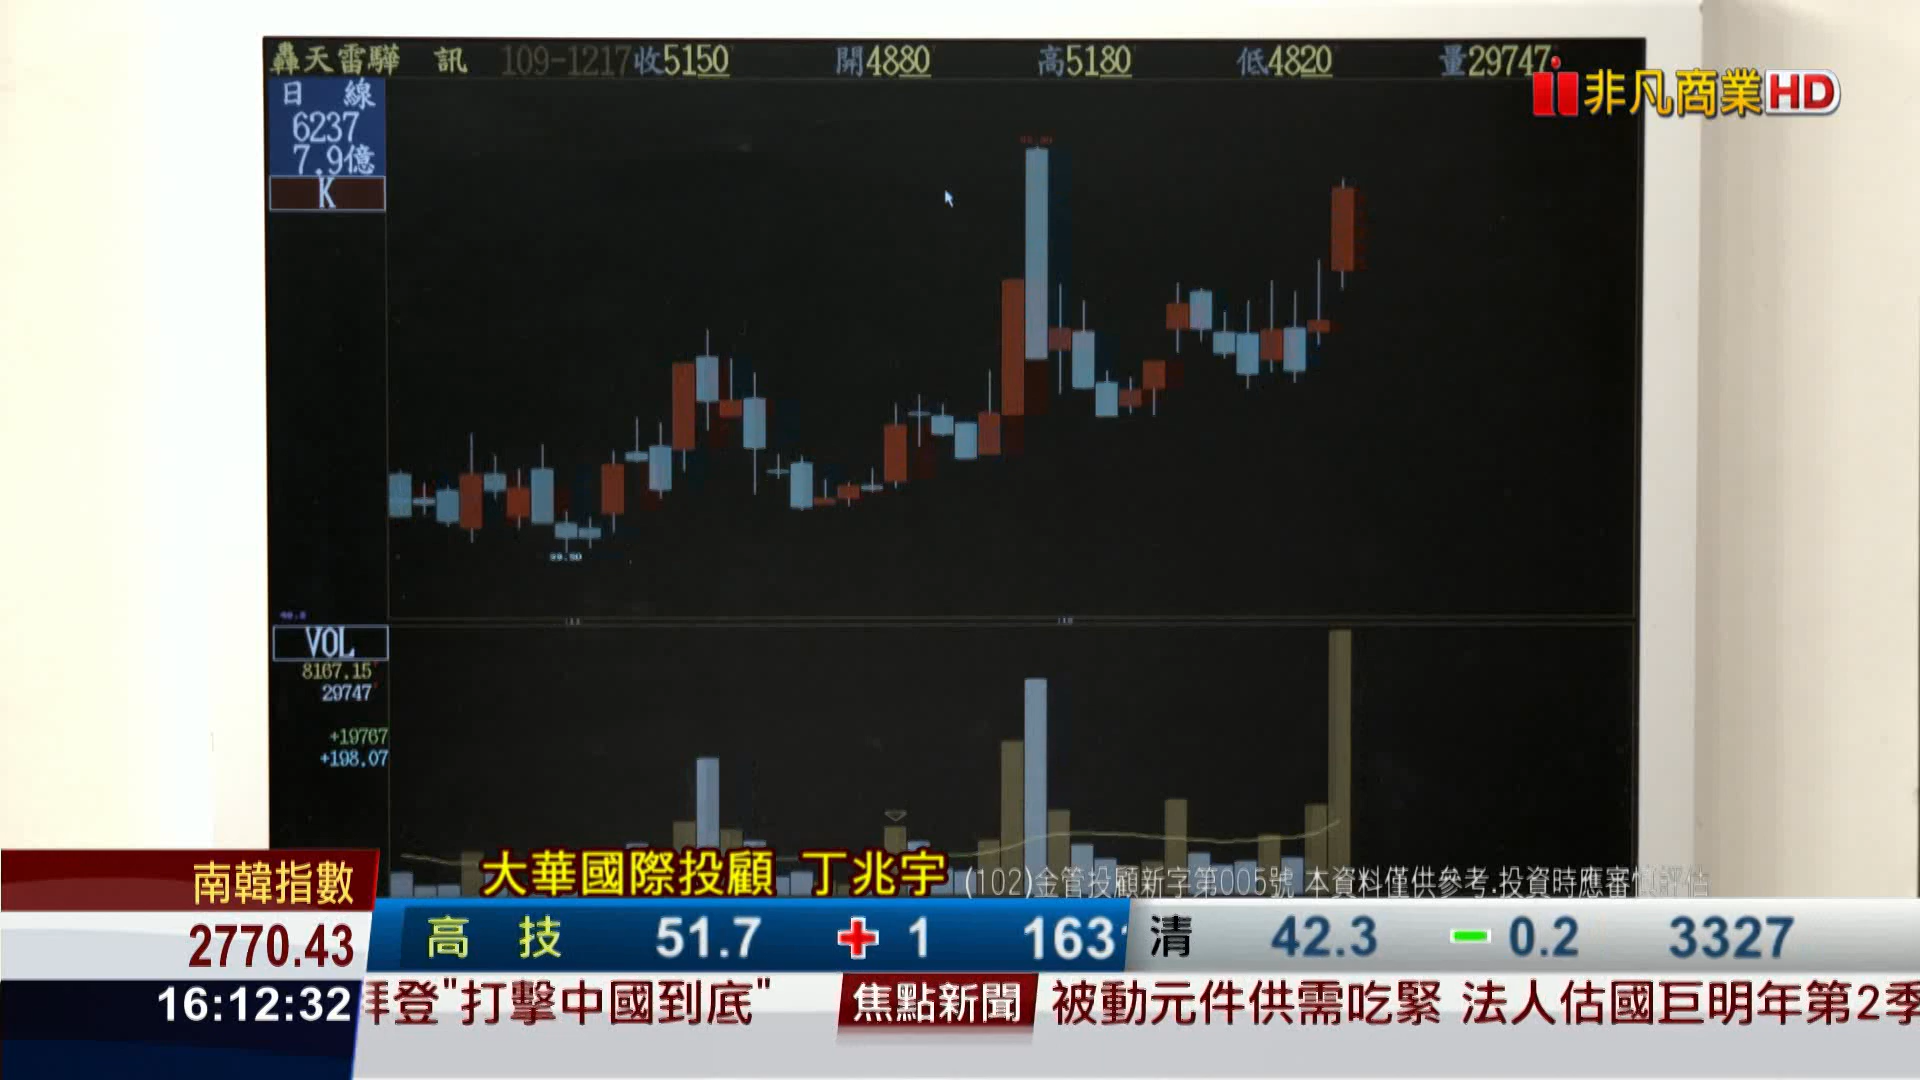 轟天雷驊 訊 109-1217收5150 開4880 高5180 低4820 量29747
非凡商業HD
日 線
6237
7.9億
K
VOL
8167.15
29747
+19767
+198.07
大華國際投顧 丁兆宇 (102)金管投顧新字第005號 本資料僅供參考.投資時應審慎評估
南韓指數
2770.43
高 技 51.7 + 1 163
清 42.3 - 0.2 3327
16:12:32
拜登"打擊中國到底" 焦點新聞 被動元件供需吃緊 法人估國巨明年第2季